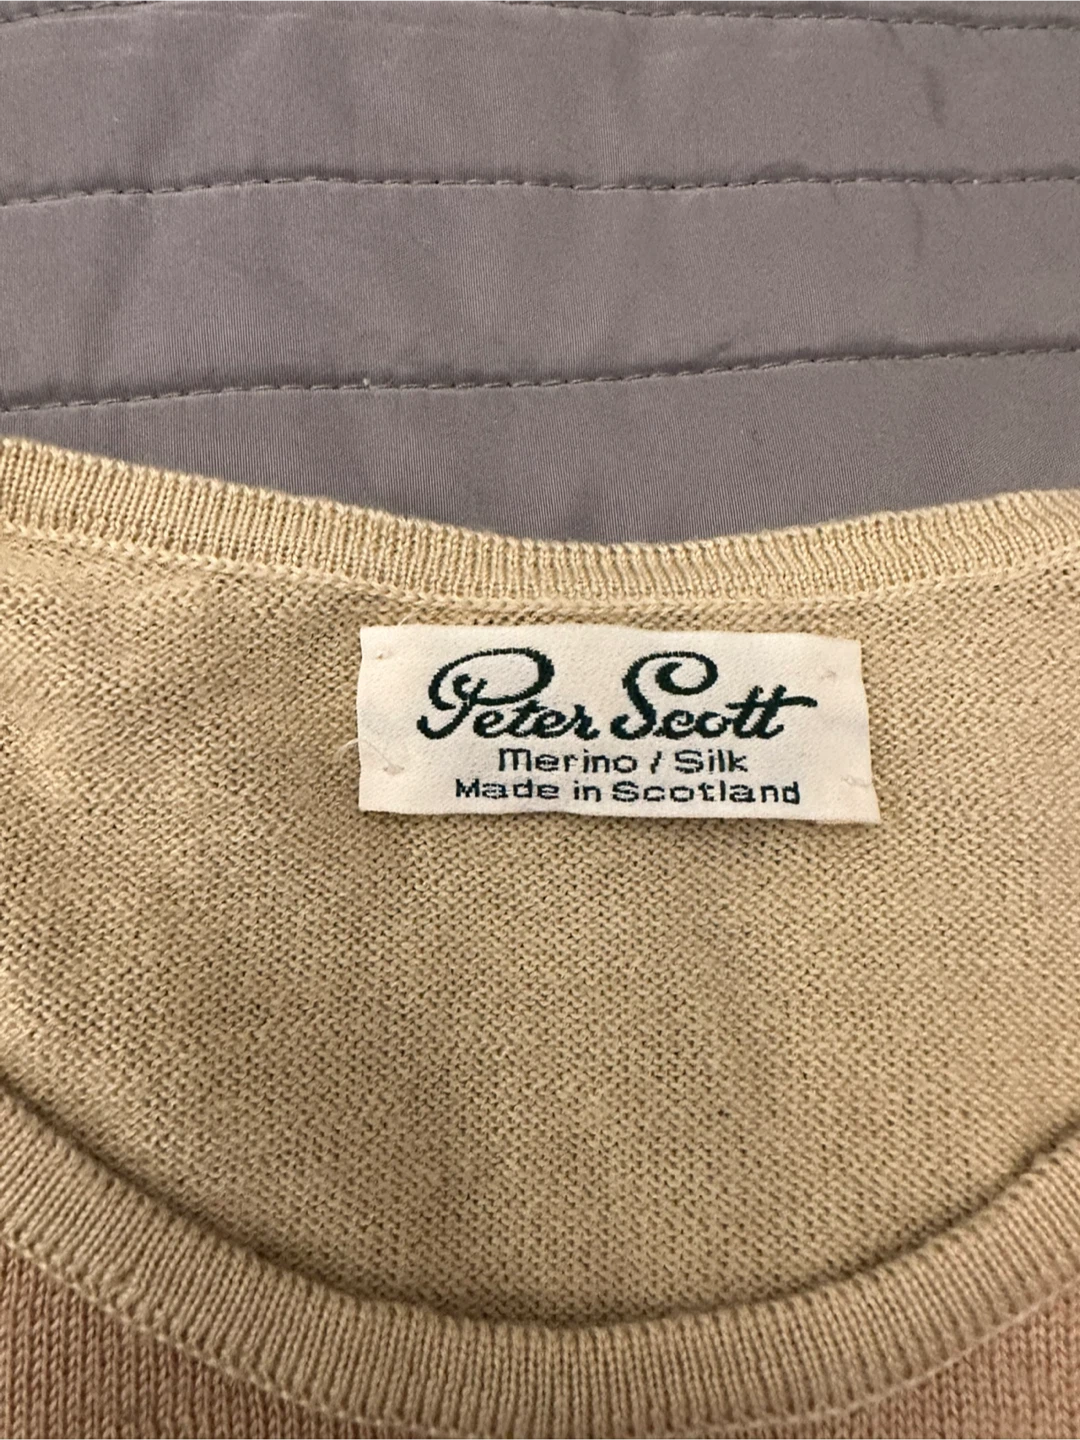 Peter Scott
Merino / Silk
Made in Scotland